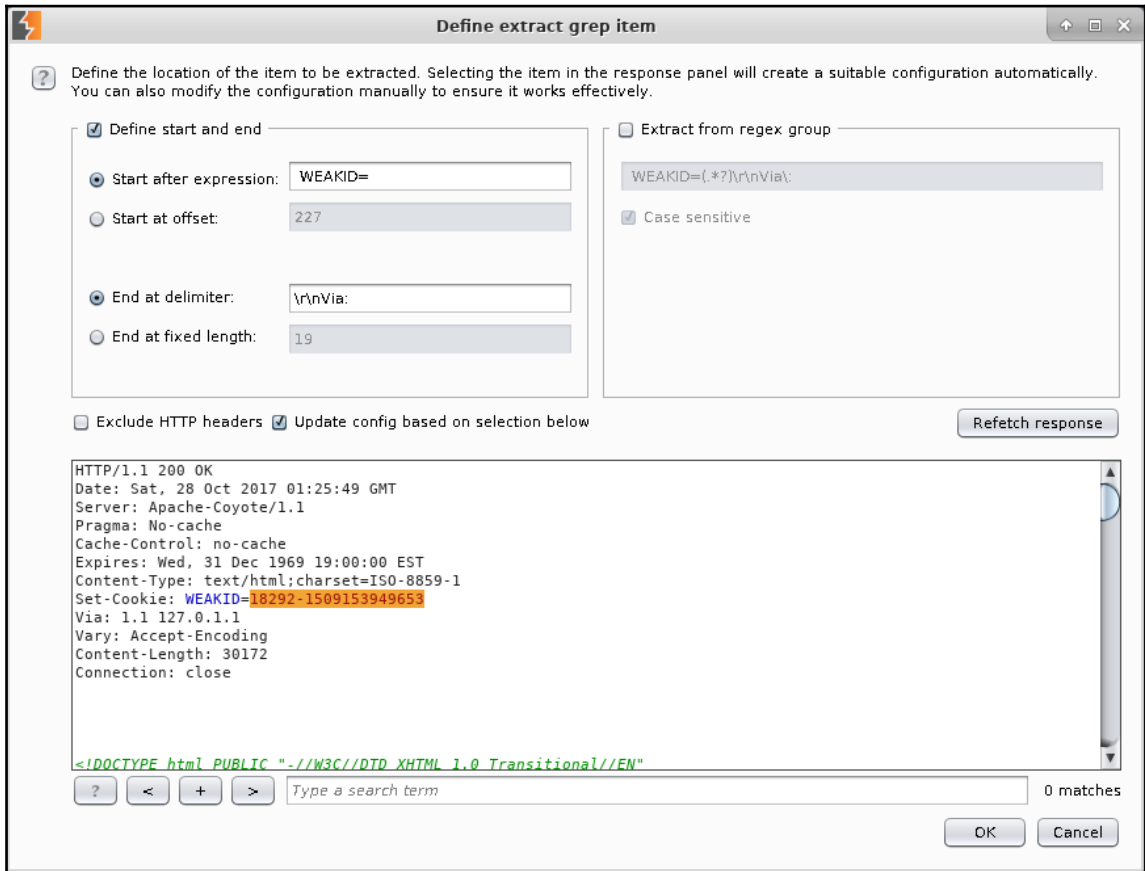 Define extract grep item
? Define the location of the item to be extracted. Selecting the item in the response panel will create a suitable configuration automatically.
You can also modify the configuration manually to ensure it works effectively.
Define start and end
Start after expression: WEAKID=
Start at offset: 227
End at delimiter: \r\nVia:
End at fixed length: 19
Extract from regex group
WEAKID=(.*?)\r\nVia\:
Case sensitive
Exclude HTTP headers Update config based on selection below Refetch response
HTTP/1.1 200 OK
Date: Sat, 28 Oct 2017 01:25:49 GMT
Server: Apache-Coyote/1.1
Pragma: No-cache
Cache-Control: no-cache
Expires: Wed, 31 Dec 1969 19:00:00 EST
Content-Type: text/html;charset=ISO-8859-1
Set-Cookie: WEAKID=18292-1509153949653
Via: 1.1 127.0.1.1
Vary: Accept-Encoding
Content-Length: 30172
Connection: close
<!DOCTYPE html PUBLIC "-//W3C//DTD XHTML 1.0 Transitional//EN"
? < + > Type a search term 0 matches
OK Cancel